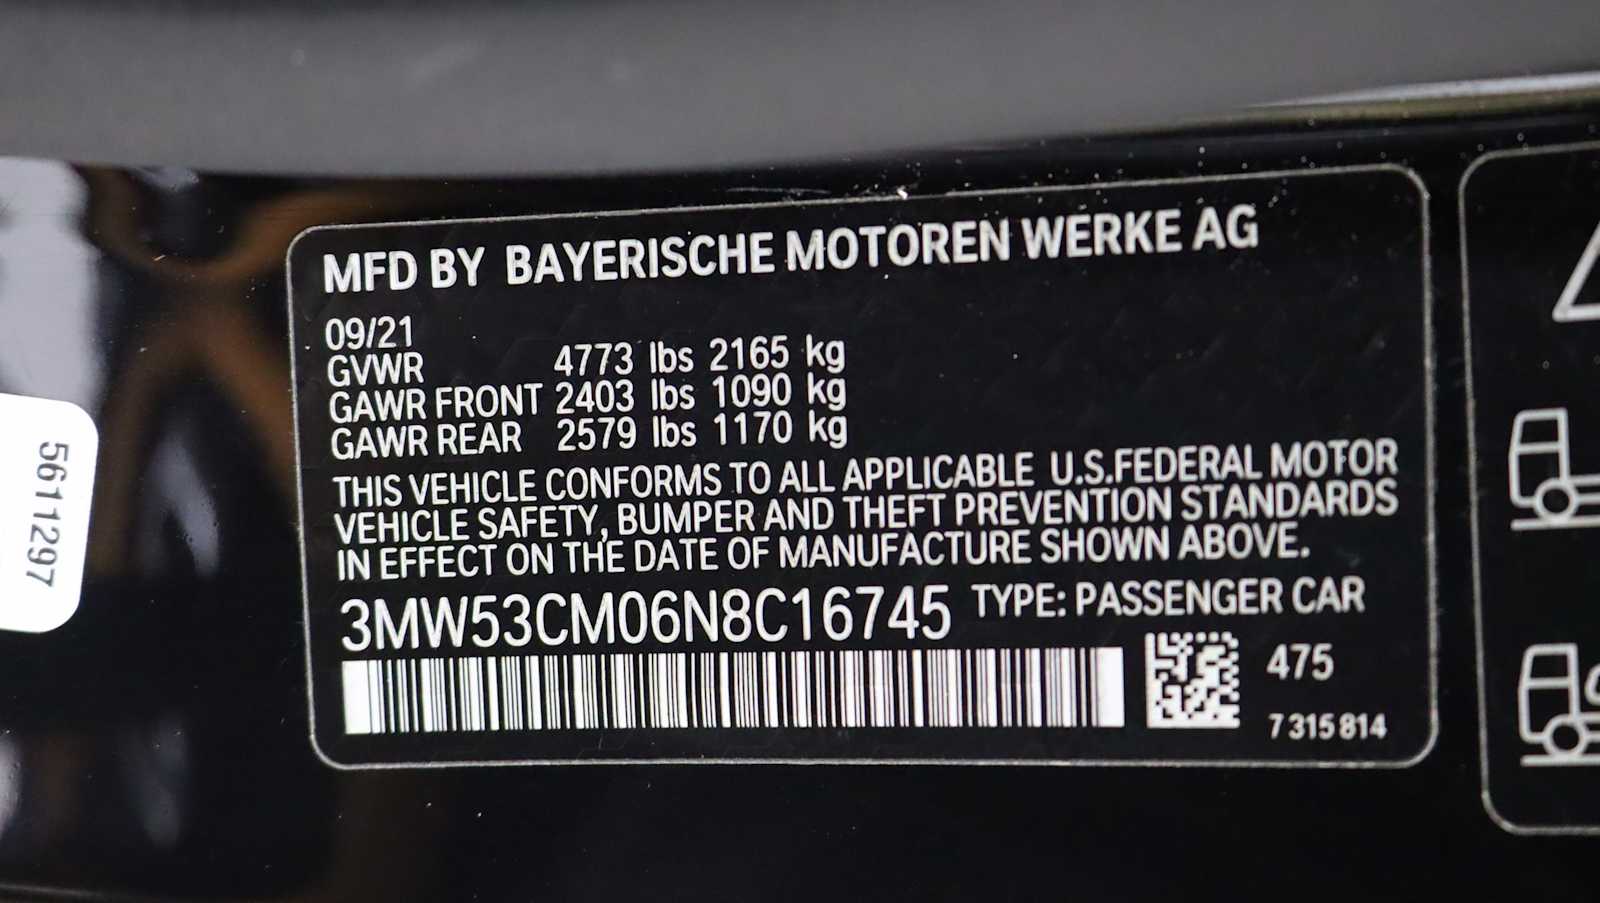 MFD BY BAYERISCHE MOTOREN WERKE AG
09/21
GVWR 4773 lbs 2165 kg
GAWR FRONT 2403 lbs 1090 kg
GAWR REAR 2579 lbs 1170 kg
THIS VEHICLE CONFORMS TO ALL APPLICABLE U.S.FEDERAL MOTOR
VEHICLE SAFETY, BUMPER AND THEFT PREVENTION STANDARDS
IN EFFECT ON THE DATE OF MANUFACTURE SHOWN ABOVE.
3MW53CM06N8C16745 TYPE: PASSENGER CAR
475
7 315 814
5611297